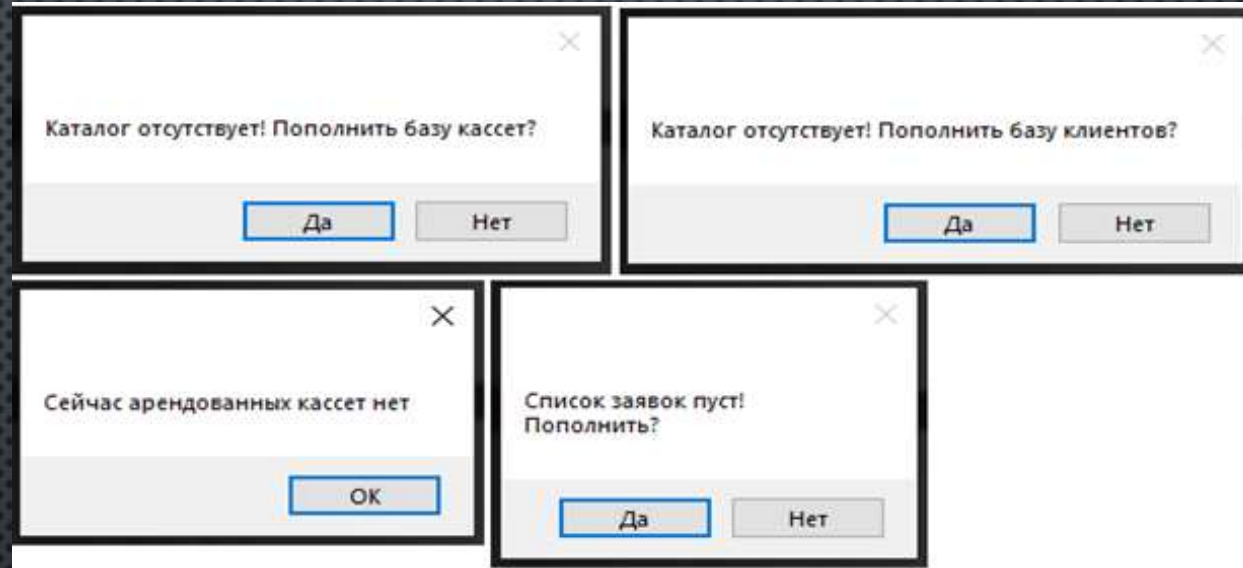 Каталог отсутствует! Пополнить базу кассет?
Да
Нет
Каталог отсутствует! Пополнить базу клиентов?
Да
Нет
Сейчас арендованных кассет нет
ОК
Список заявок пуст!
Пополнить?
Да
Нет